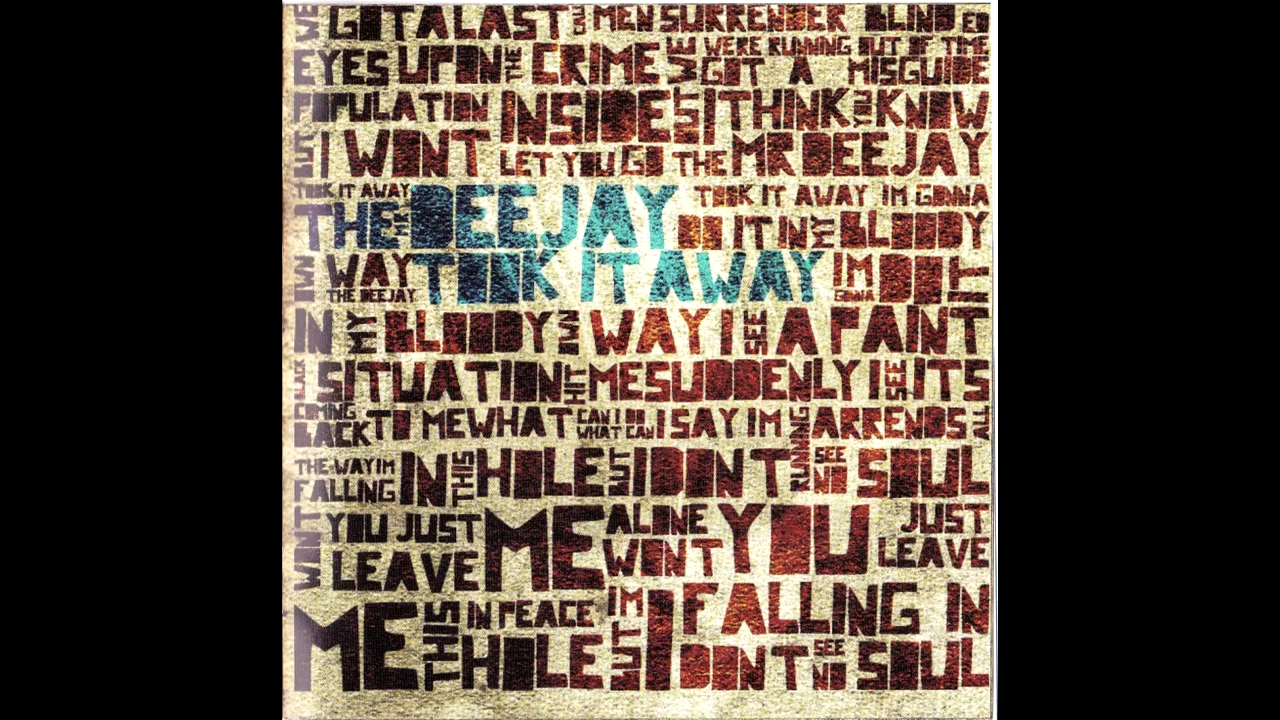 WE GOT A LAST CAN MEN SURRENDER BLINDED
EYES UPON THE CRIME WE WERE RUNNING OUT OF TIME
GOT A MISGUIDE
POPULATION INSIDE I THINK YOU KNOW
I WONT LET YOU GO THE MR DEEJAY
TOOK IT AWAY THE MR DEEJAY TOOK IT AWAY IM GONNA
DO IT IN MY BLOODY
WAY THE DEEJAY TOOK IT AWAY IM GONNA DO IT
IN MY BLOODY WAY I SEE A PAINT
BLACK SITUATION HIT ME SUDDENLY I SEE ITS
COMING BACK TO ME WHAT CAN I DO WHAT CAN I SAY IM RUNNING ARRENDS ALL
THE WAY IM FALLING IN THIS HOLE BUT I DONT SEE NO SOUL
WONT YOU JUST LEAVE ME ALONE WONT YOU JUST LEAVE
ME IN PEACE IM FALLING IN
THIS HOLE BUT I DONT SEE NO SOUL